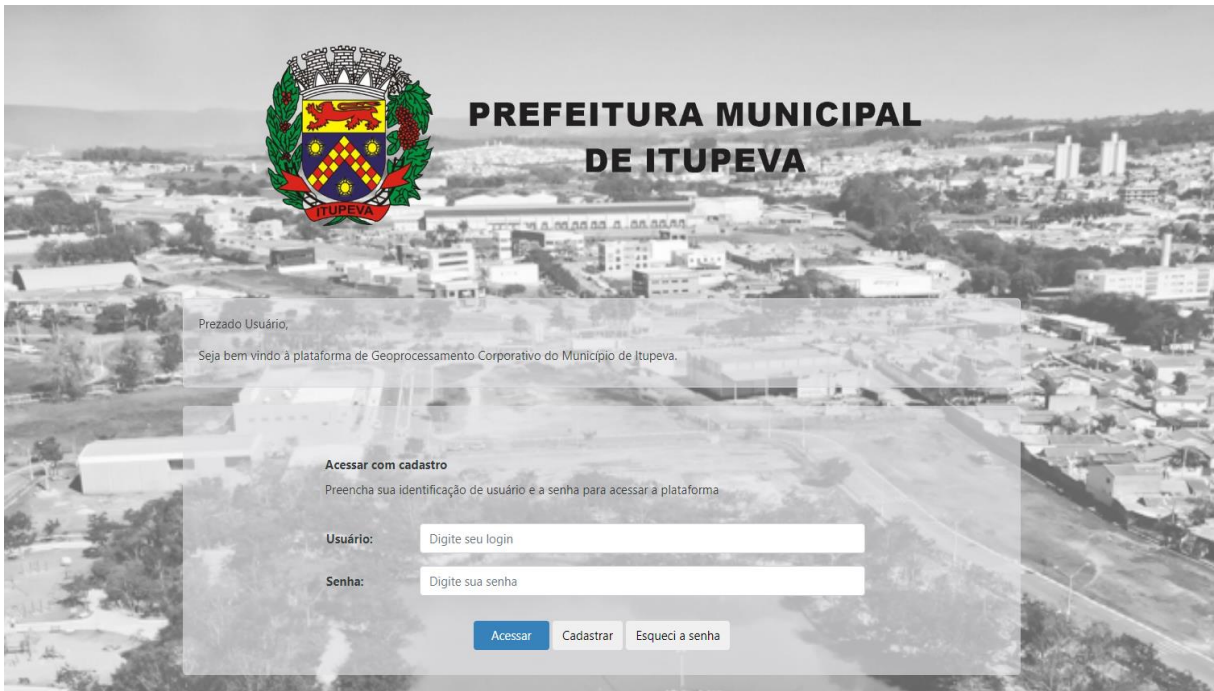 PREFEITURA MUNICIPAL
DE ITUPEVA
ITUPEVA
Prezado Usuário,
Seja bem vindo à plataforma de Geoprocessamento Corporativo do Município de Itupeva.
Acessar com cadastro
Preencha sua identificação de usuário e a senha para acessar a plataforma
Usuário: Digite seu login
Senha: Digite sua senha
Acessar Cadastrar Esqueci a senha